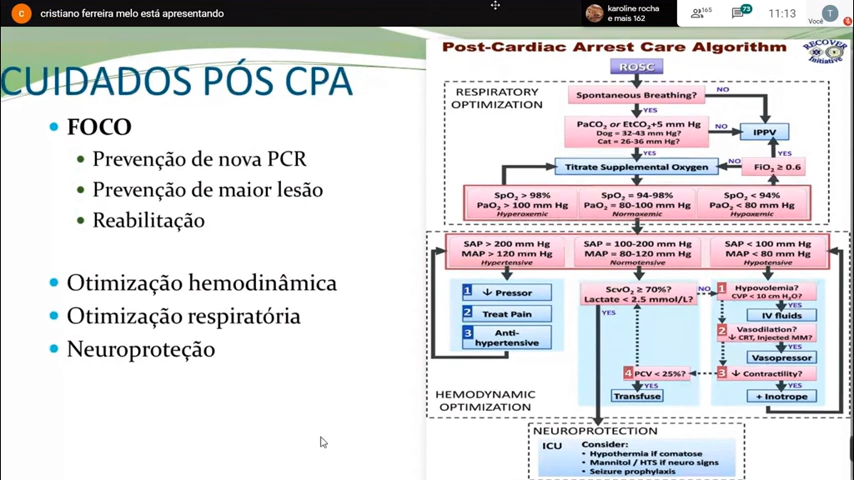 c cristiano ferreira melo está apresentando
karoline rocha
e mais 162
165
73
11:13
T
Você
CUIDADOS PÓS CPA
FOCO
Prevenção de nova PCR
Prevenção de maior lesão
Reabilitação
Otimização hemodinâmica
Otimização respiratória
Neuroproteção
Post-Cardiac Arrest Care Algorithm
RECOVER
Initiative
ROSC
RESPIRATORY
OPTIMIZATION
Spontaneous Breathing?
NO
YES
PaCO2 or EtCO2+5 mm Hg
Dog = 32-43 mm Hg?
Cat = 26-36 mm Hg?
NO
IPPV
YES
YES
Titrate Supplemental Oxygen
NO
FiO2 ≥ 0.6
SpO2 > 98%
PaO2 > 100 mm Hg
Hyperoxemic
SpO2 = 94-98%
PaO2 = 80-100 mm Hg
Normoxemic
SpO2 < 94%
PaO2 < 80 mm Hg
Hypoxemic
SAP > 200 mm Hg
MAP > 120 mm Hg
Hypertensive
SAP = 100-200 mm Hg
MAP = 80-120 mm Hg
Normotensive
SAP < 100 mm Hg
MAP < 80 mm Hg
Hypotensive
1 ↓ Pressor
2 Treat Pain
3 Anti-
hypertensive
ScvO2 ≥ 70%?
Lactate < 2.5 mmol/L?
NO
YES
1 Hypovolemia?
CVP < 10 cm H2O?
YES
IV fluids
2 Vasodilation?
↓ CRT, Injected MM?
YES
Vasopressor
3 ↓ Contractility?
YES
+ Inotrope
4 PCV < 25%?
YES
Transfuse
HEMODYNAMIC
OPTIMIZATION
NEUROPROTECTION
ICU
Consider:
• Hypothermia if comatose
• Mannitol / HTS if neuro signs
• Seizure prophylaxis